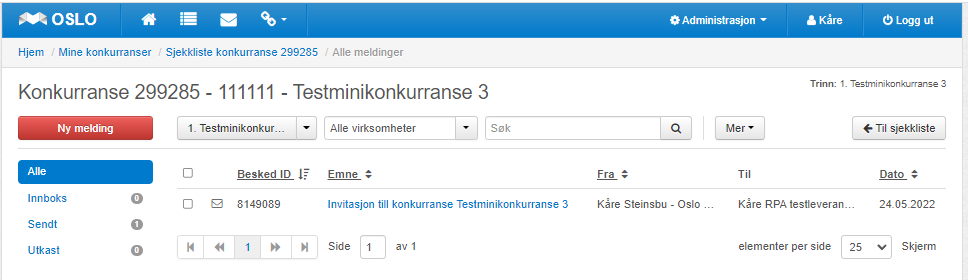 OSLO Administrasjon Kåre Logg ut
Hjem / Mine konkurranser / Sjekkliste konkurranse 299285 / Alle meldinger
Trinn: 1. Testminikonkurranse 3
Konkurranse 299285 - 111111 - Testminikonkurranse 3
Ny melding 1. Testminikonkur... Alle virksomheter Søk Mer Til sjekkliste
Alle Besked ID Emne Fra Til Dato
Innboks 0 8149089 Invitasjon till konkurranse Testminikonkurranse 3 Kåre Steinsbu - Oslo ... Kåre RPA testleveran... 24.05.2022
Sendt 1
Utkast 0 1 Side 1 av 1 elementer per side 25 Skjerm